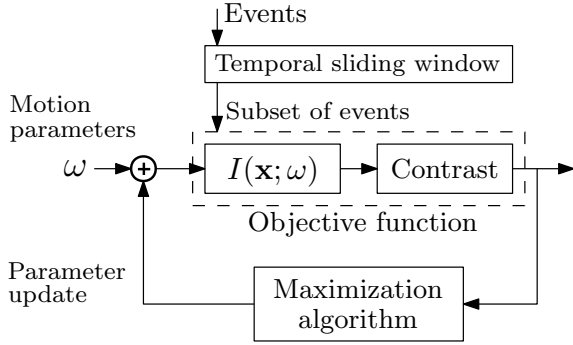 Events
Temporal sliding window
Subset of events
Motion
parameters
ω
+
I(x; ω)
Contrast
Objective function
Parameter
update
Maximization
algorithm